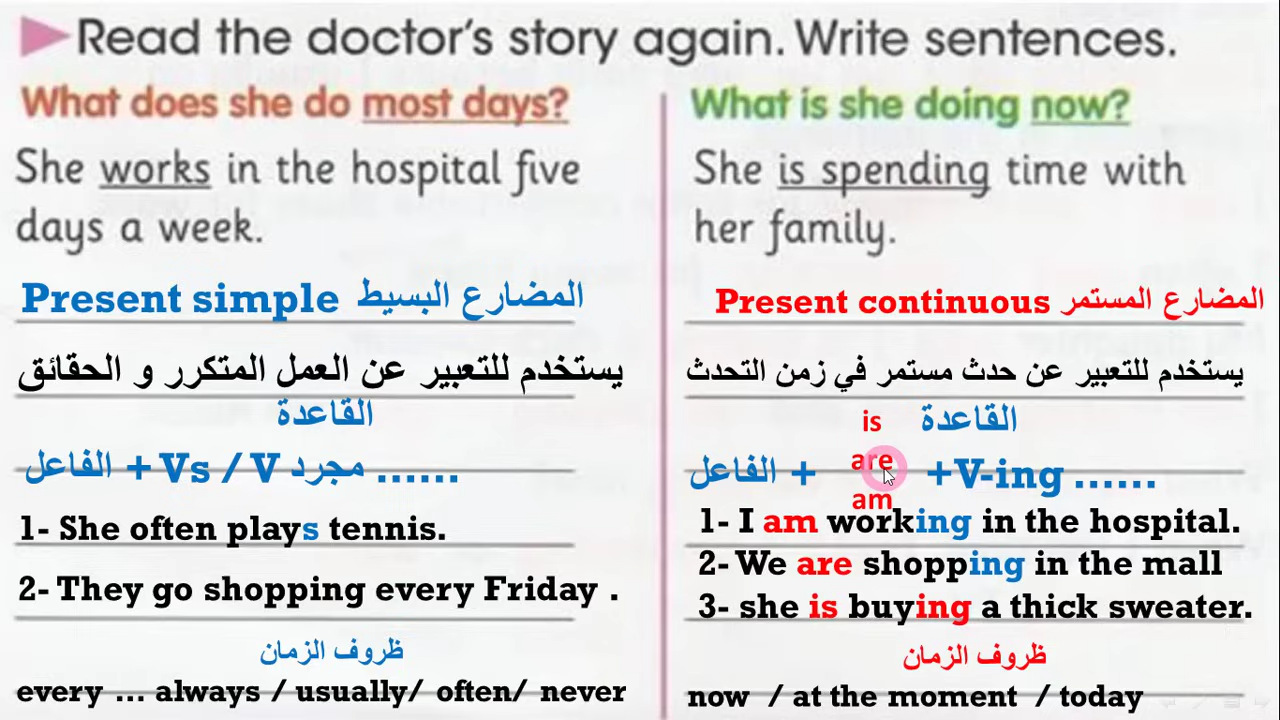 Read the doctor's story again. Write sentences.
What does she do most days?
She works in the hospital five
days a week.
Present simple المضارع البسيط
يستخدم للتعبير عن العمل المتكرر و الحقائق
القاعدة
الفاعل + Vs / V مجرد ......
1- She often plays tennis.
2- They go shopping every Friday .
ظروف الزمان
every ... always / usually/ often/ never
What is she doing now?
She is spending time with
her family.
Present continuous المضارع المستمر
يستخدم للتعبير عن حدث مستمر في زمن التحدث
القاعدة
is
الفاعل + are +V-ing ......
am
1- I am working in the hospital.
2- We are shopping in the mall
3- she is buying a thick sweater.
ظروف الزمان
now / at the moment / today